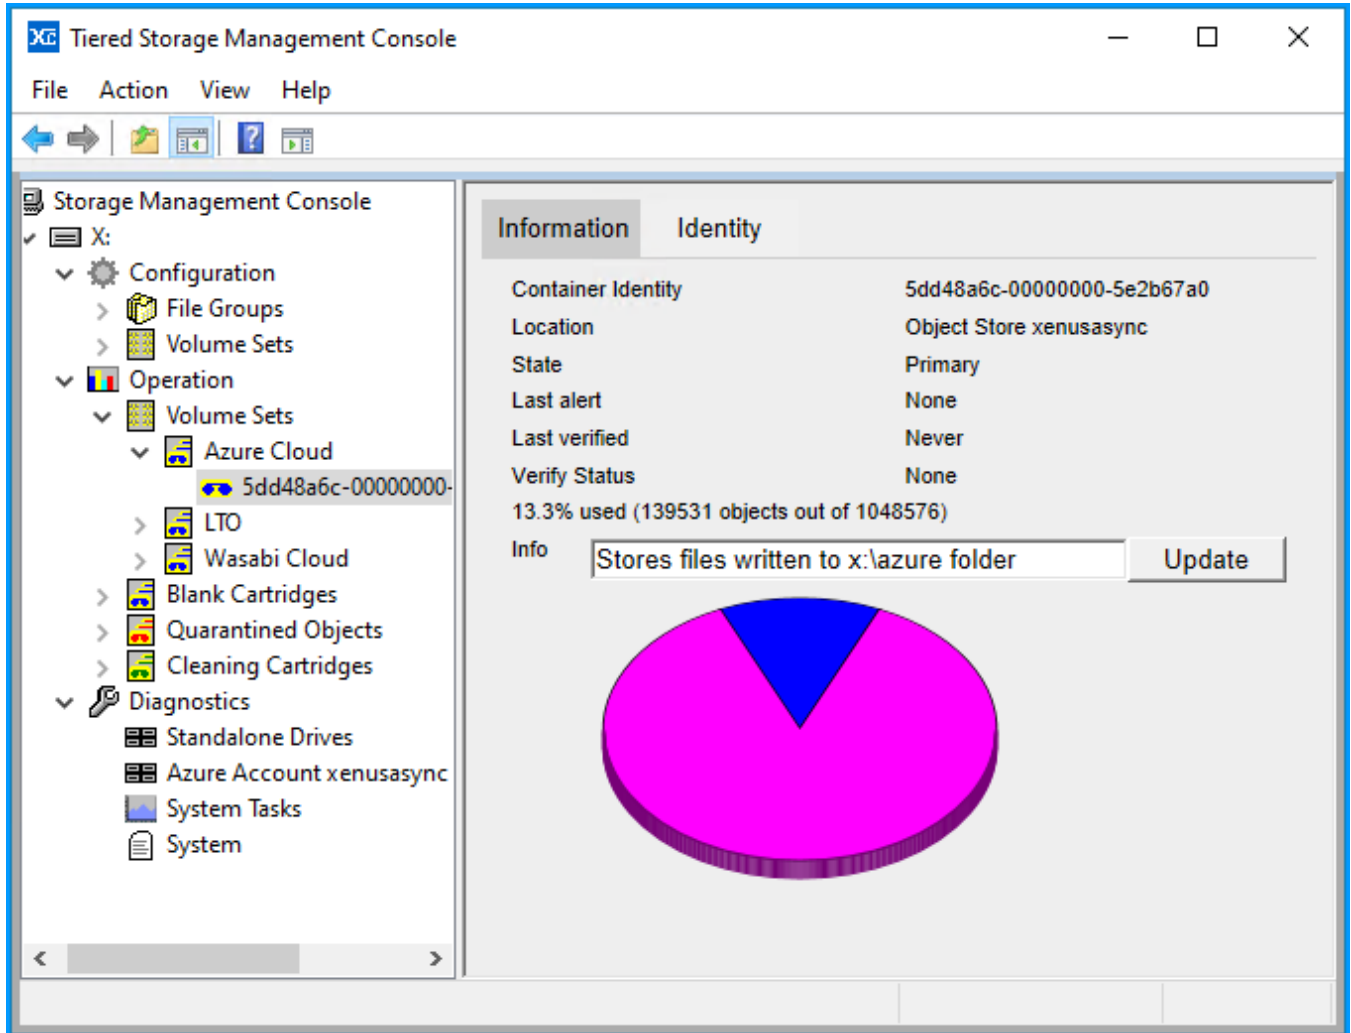 Tiered Storage Management Console
File Action View Help
Storage Management Console
X:
Configuration
File Groups
Volume Sets
Operation
Volume Sets
Azure Cloud
5dd48a6c-00000000-
LTO
Wasabi Cloud
Blank Cartridges
Quarantined Objects
Cleaning Cartridges
Diagnostics
Standalone Drives
Azure Account xenusasync
System Tasks
System
Information Identity
Container Identity 5dd48a6c-00000000-5e2b67a0
Location Object Store xenusasync
State Primary
Last alert None
Last verified Never
Verify Status None
13.3% used (139531 objects out of 1048576)
Info Stores files written to x:\azure folder Update